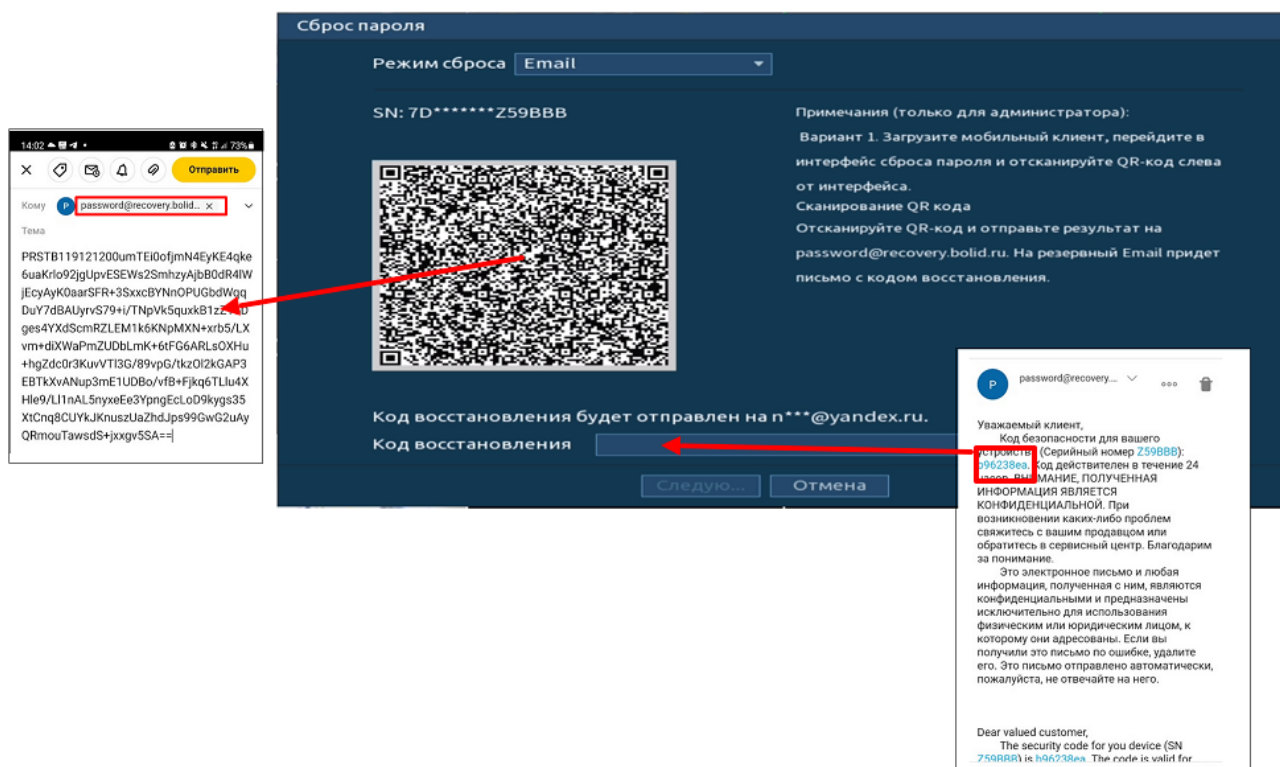 Сброс пароля
Режим сброса Email
SN: 7D*******Z59BBB
Примечания (только для администратора):
Вариант 1. Загрузите мобильный клиент, перейдите в
интерфейс сброса пароля и отсканируйте QR-код слева
от интерфейса.
Сканирование QR кода
Отсканируйте QR-код и отправьте результат на
password@recovery.bolid.ru. На резервный Email придет
письмо с кодом восстановления.
Код восстановления будет отправлен на n***@yandex.ru.
Код восстановления
Следую... Отмена
14:02 73%
Отправить
Кому P password@recovery.bolid.. x
Тема
PRSTB119121200umTEi0ofjmN4EyKE4qke
6uaKrlo92jgUpvESEWs2SmhzyAjbB0dR4lW
jEcyAyK0aarSFR+3SxxcBYNnOPUGbdWgq
DuY7dBAUyrvS79+i/TNpVk5quxkB1z
ges4YXdScmRZLEM1k6KNpMXN+xrb5/LX
vm+diXWaPmZUDbLmK+6tFG6ARLsOXHu
+hgZdc0r3KuvVTl3G/89vpG/tkzOl2kGAP3
EBTkXvANup3mE1UDBo/vfB+Fjkq6TLlu4X
Hle9/Ll1nAL5nyxeEe3YpngEcLoD9kygs35
XtCnq8CUYkJKnuszUaZhdJps99GwG2uAy
QRmouTawsdS+jxxgv5SA==
P password@recovery...
Уважаемый клиент,
Код безопасности для вашего
устройства (Серийный номер Z59BBB):
b96238ea. Код действителен в течение 24
часов. ВНИМАНИЕ, ПОЛУЧЕННАЯ
ИНФОРМАЦИЯ ЯВЛЯЕТСЯ
КОНФИДЕНЦИАЛЬНОЙ. При
возникновении каких-либо проблем
свяжитесь с вашим продавцом или
обратитесь в сервисный центр. Благодарим
за понимание.
Это электронное письмо и любая
информация, полученная с ним, являются
конфиденциальными и предназначены
исключительно для использования
физическим или юридическим лицом, к
которому они адресованы. Если вы
получили это письмо по ошибке, удалите
его. Это письмо отправлено автоматически,
пожалуйста, не отвечайте на него.
Dear valued customer,
The security code for you device (SN
Z59BBB) is b96238ea. The code is valid for